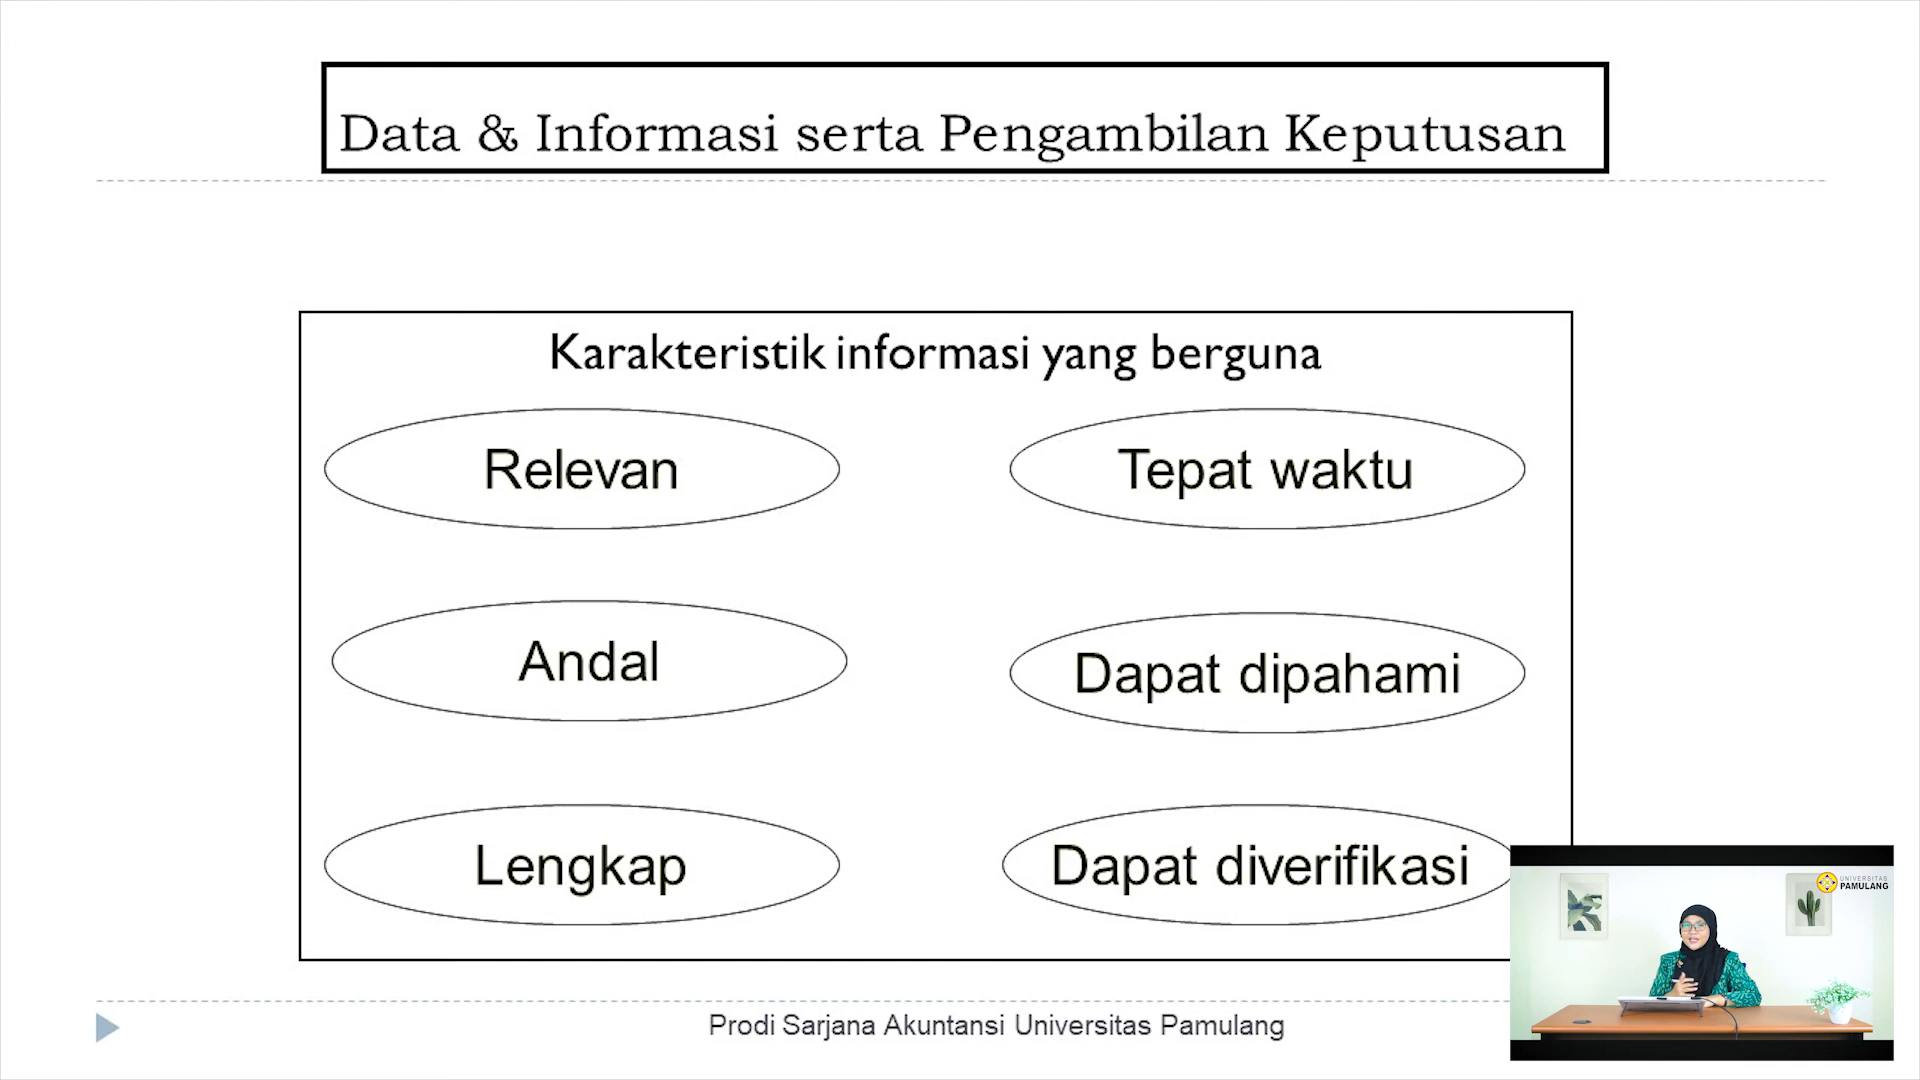 Data & Informasi serta Pengambilan Keputusan
Karakteristik informasi yang berguna
Relevan
Tepat waktu
Andal
Dapat dipahami
Lengkap
Dapat diverifikasi
UNIVERSITAS
PAMULANG
Prodi Sarjana Akuntansi Universitas Pamulang